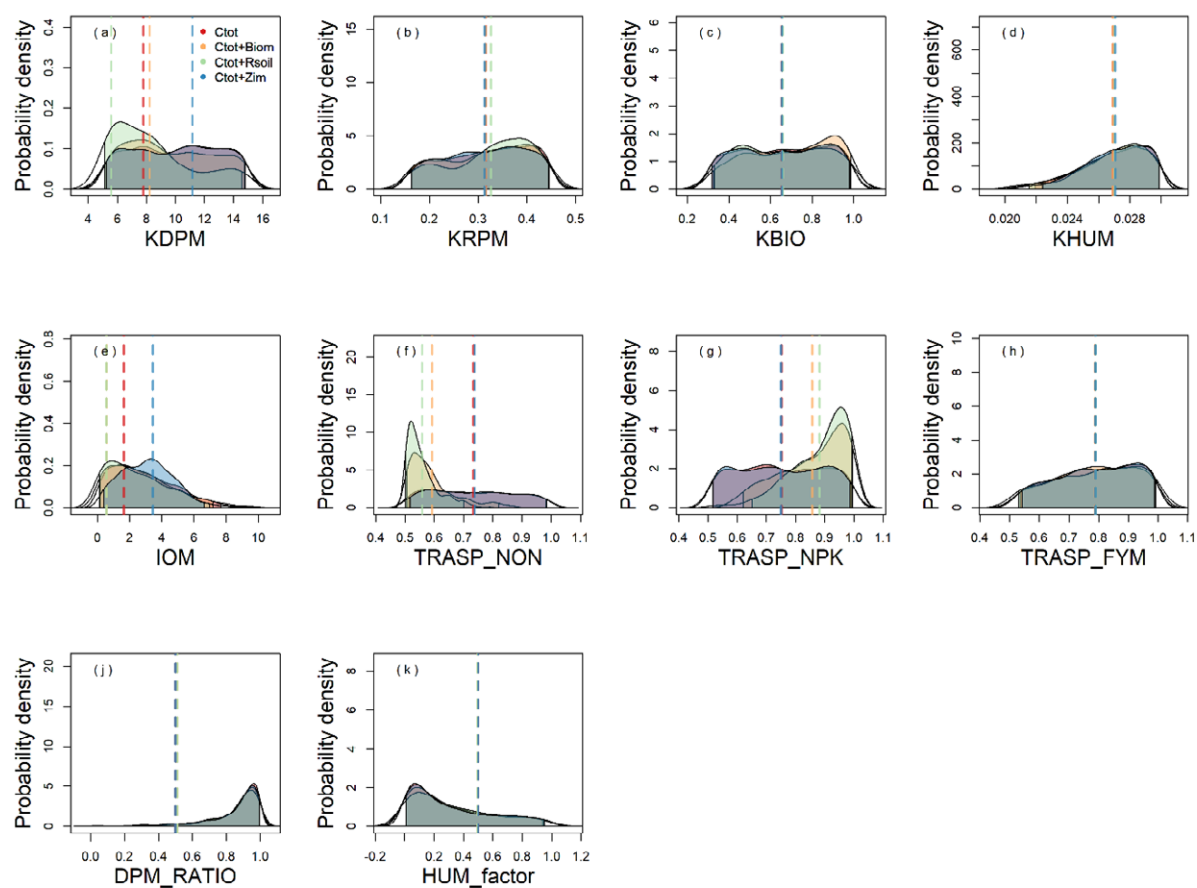 Probability density
0.0 0.1 0.2 0.3 0.4
( a )
Ctot
Ctot+Biom
Ctot+Rsoil
Ctot+Zim
4 6 8 10 12 14 16
KDPM
Probability density
0 5 10 15
( b )
0.1 0.2 0.3 0.4 0.5
KRPM
Probability density
0 1 2 3 4 5 6
( c )
0.2 0.4 0.6 0.8 1.0
KBIO
Probability density
0 200 400 600
( d )
0.020 0.024 0.028
KHUM
Probability density
0.0 0.2 0.4 0.6 0.8
( e )
0 2 4 6 8 10
IOM
Probability density
0 5 10 15 20
( f )
0.4 0.5 0.6 0.7 0.8 0.9 1.0 1.1
TRASP_NON
Probability density
0 2 4 6 8
( g )
0.4 0.5 0.6 0.7 0.8 0.9 1.0 1.1
TRASP_NPK
Probability density
0 2 4 6 8 10
( h )
0.4 0.5 0.6 0.7 0.8 0.9 1.0 1.1
TRASP_FYM
Probability density
0 5 10 15 20
( j )
0.0 0.2 0.4 0.6 0.8 1.0
DPM_RATIO
Probability density
0 2 4 6 8
( k )
-0.2 0.2 0.4 0.6 0.8 1.0 1.2
HUM_factor